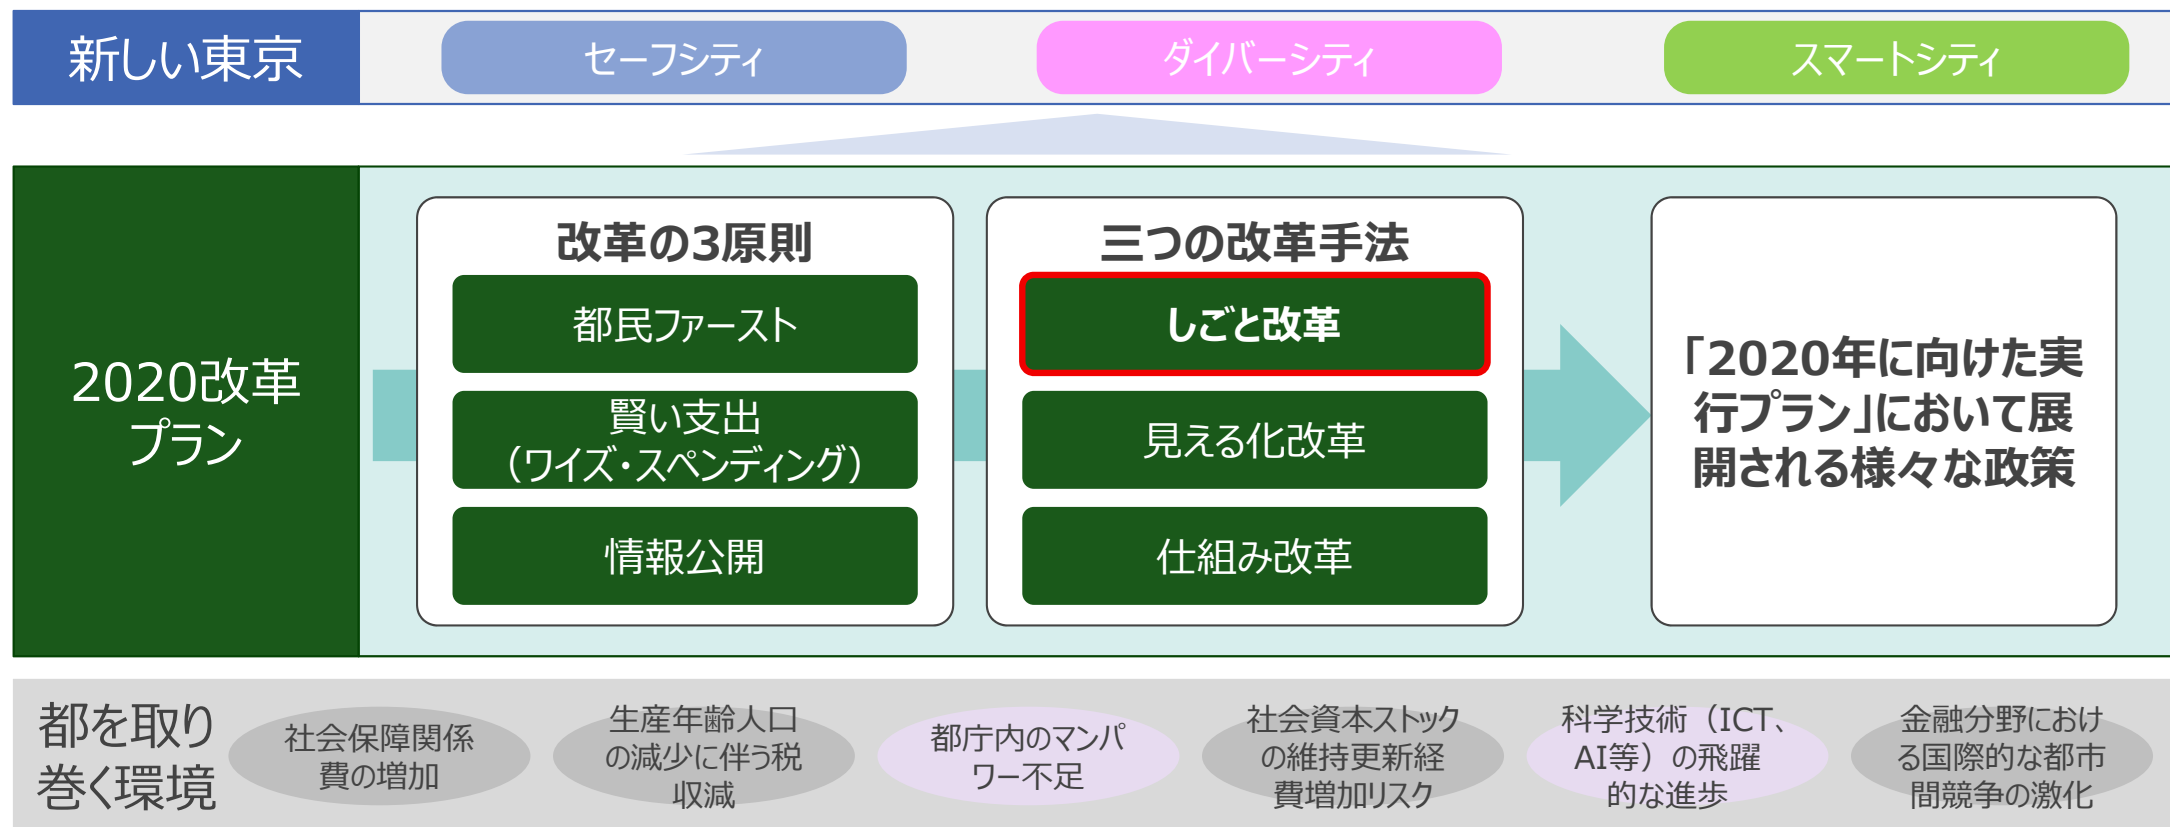 新しい東京
セーフシティ
ダイバーシティ
スマートシティ
2020改革
プラン
改革の3原則
都民ファースト
賢い支出
（ワイズ・スペンディング）
情報公開
三つの改革手法
しごと改革
見える化改革
仕組み改革
「2020年に向けた実
行プラン」において展
開される様々な政策
都を取り
巻く環境
社会保障関係
費の増加
生産年齢人口
の減少に伴う税
収減
都庁内のマンパ
ワー不足
社会資本ストック
の維持更新経
費増加リスク
科学技術（ICT、
AI等）の飛躍
的な進歩
金融分野におけ
る国際的な都市
間競争の激化